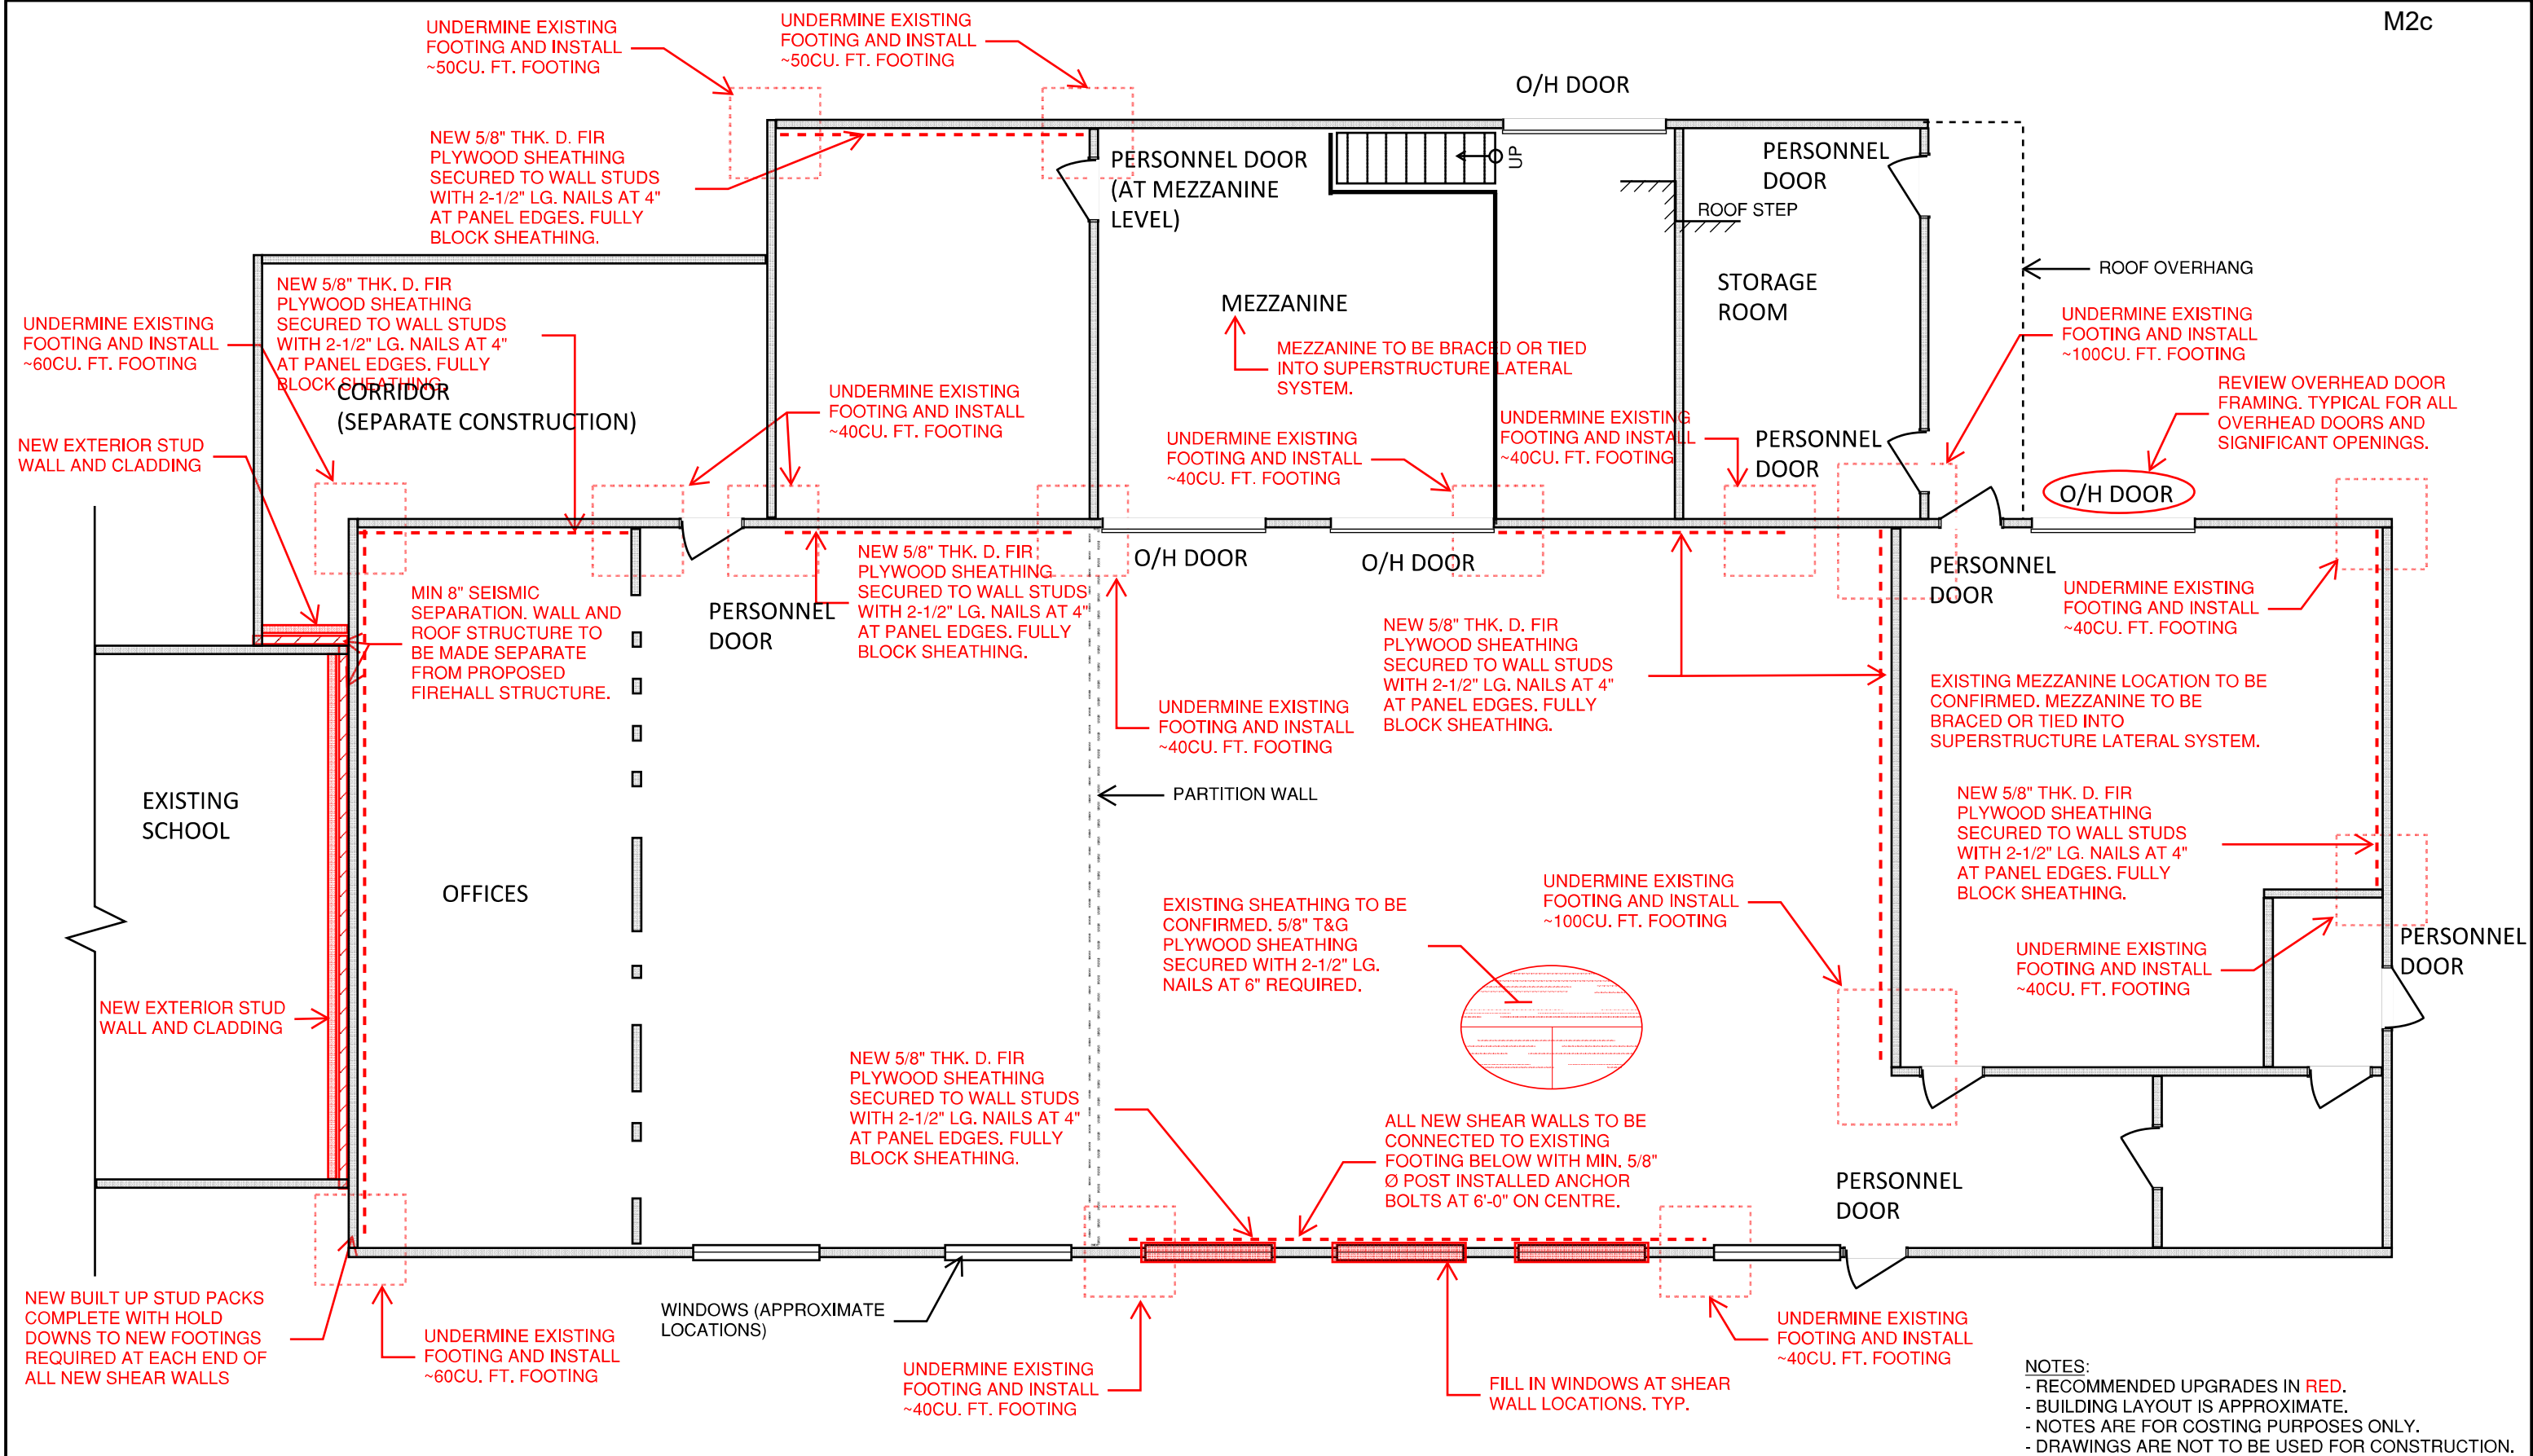 M2c
UNDERMINE EXISTING
FOOTING AND INSTALL
~50CU. FT. FOOTING
UNDERMINE EXISTING
FOOTING AND INSTALL
~50CU. FT. FOOTING
O/H DOOR
NEW 5/8" THK. D. FIR
PLYWOOD SHEATHING
SECURED TO WALL STUDS
WITH 2-1/2" LG. NAILS AT 4"
AT PANEL EDGES. FULLY
BLOCK SHEATHING.
PERSONNEL DOOR
(AT MEZZANINE
LEVEL)
UP
PERSONNEL
DOOR
ROOF STEP
ROOF OVERHANG
NEW 5/8" THK. D. FIR
PLYWOOD SHEATHING
SECURED TO WALL STUDS
WITH 2-1/2" LG. NAILS AT 4"
AT PANEL EDGES. FULLY
BLOCK SHEATHING.
UNDERMINE EXISTING
FOOTING AND INSTALL
~60CU. FT. FOOTING
CORRIDOR
(SEPARATE CONSTRUCTION)
MEZZANINE
MEZZANINE TO BE BRACED OR TIED
INTO SUPERSTRUCTURE LATERAL
SYSTEM.
STORAGE
ROOM
UNDERMINE EXISTING
FOOTING AND INSTALL
~100CU. FT. FOOTING
REVIEW OVERHEAD DOOR
FRAMING. TYPICAL FOR ALL
OVERHEAD DOORS AND
SIGNIFICANT OPENINGS.
NEW EXTERIOR STUD
WALL AND CLADDING
UNDERMINE EXISTING
FOOTING AND INSTALL
~40CU. FT. FOOTING
UNDERMINE EXISTING
FOOTING AND INSTALL
~40CU. FT. FOOTING
UNDERMINE EXISTING
FOOTING AND INSTALL
~40CU. FT. FOOTING
PERSONNEL
DOOR
O/H DOOR
MIN 8" SEISMIC
SEPARATION. WALL AND
ROOF STRUCTURE TO
BE MADE SEPARATE
FROM PROPOSED
FIREHALL STRUCTURE.
PERSONNEL
DOOR
NEW 5/8" THK. D. FIR
PLYWOOD SHEATHING
SECURED TO WALL STUDS
WITH 2-1/2" LG. NAILS AT 4"
AT PANEL EDGES. FULLY
BLOCK SHEATHING.
O/H DOOR
O/H DOOR
PERSONNEL
DOOR
UNDERMINE EXISTING
FOOTING AND INSTALL
~40CU. FT. FOOTING
NEW 5/8" THK. D. FIR
PLYWOOD SHEATHING
SECURED TO WALL STUDS
WITH 2-1/2" LG. NAILS AT 4"
AT PANEL EDGES. FULLY
BLOCK SHEATHING.
UNDERMINE EXISTING
FOOTING AND INSTALL
~40CU. FT. FOOTING
EXISTING MEZZANINE LOCATION TO BE
CONFIRMED. MEZZANINE TO BE
BRACED OR TIED INTO
SUPERSTRUCTURE LATERAL SYSTEM.
PARTITION WALL
EXISTING
SCHOOL
NEW 5/8" THK. D. FIR
PLYWOOD SHEATHING
SECURED TO WALL STUDS
WITH 2-1/2" LG. NAILS AT 4"
AT PANEL EDGES. FULLY
BLOCK SHEATHING.
OFFICES
EXISTING SHEATHING TO BE
CONFIRMED. 5/8" T&G
PLYWOOD SHEATHING
SECURED WITH 2-1/2" LG.
NAILS AT 6" REQUIRED.
UNDERMINE EXISTING
FOOTING AND INSTALL
~100CU. FT. FOOTING
UNDERMINE EXISTING
FOOTING AND INSTALL
~40CU. FT. FOOTING
PERSONNEL
DOOR
NEW EXTERIOR STUD
WALL AND CLADDING
NEW 5/8" THK. D. FIR
PLYWOOD SHEATHING
SECURED TO WALL STUDS
WITH 2-1/2" LG. NAILS AT 4"
AT PANEL EDGES. FULLY
BLOCK SHEATHING.
ALL NEW SHEAR WALLS TO BE
CONNECTED TO EXISTING
FOOTING BELOW WITH MIN. 5/8"
Ø POST INSTALLED ANCHOR
BOLTS AT 6'-0" ON CENTRE.
PERSONNEL
DOOR
NEW BUILT UP STUD PACKS
COMPLETE WITH HOLD
DOWNS TO NEW FOOTINGS
REQUIRED AT EACH END OF
ALL NEW SHEAR WALLS
UNDERMINE EXISTING
FOOTING AND INSTALL
~60CU. FT. FOOTING
WINDOWS (APPROXIMATE
LOCATIONS)
UNDERMINE EXISTING
FOOTING AND INSTALL
~40CU. FT. FOOTING
FILL IN WINDOWS AT SHEAR
WALL LOCATIONS. TYP.
UNDERMINE EXISTING
FOOTING AND INSTALL
~40CU. FT. FOOTING
NOTES:
- RECOMMENDED UPGRADES IN RED.
- BUILDING LAYOUT IS APPROXIMATE.
- NOTES ARE FOR COSTING PURPOSES ONLY.
- DRAWINGS ARE NOT TO BE USED FOR CONSTRUCTION.